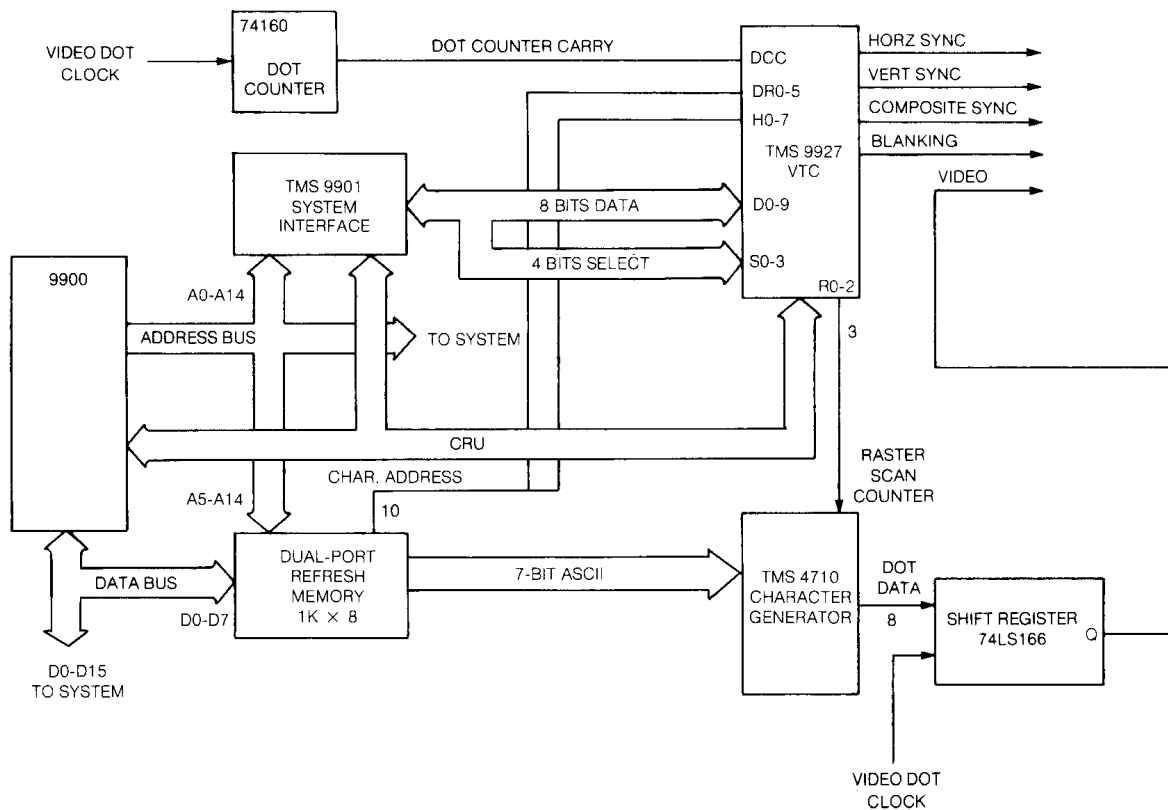 74160
DOT
COUNTER
VIDEO DOT
CLOCK
DOT COUNTER CARRY
DCC
DR0-5
H0-7
TMS 9927
VTC
D0-9
S0-3
R0-2
HORZ SYNC
VERT SYNC
COMPOSITE SYNC
BLANKING
VIDEO
TMS 9901
SYSTEM
INTERFACE
8 BITS DATA
4 BITS SELECT
9900
A0-A14
ADDRESS BUS
TO SYSTEM
3
CRU
CHAR. ADDRESS
RASTER
SCAN
COUNTER
A5-A14
10
DUAL-PORT
REFRESH
MEMORY
1K × 8
DATA BUS
D0-D7
7-BIT ASCII
TMS 4710
CHARACTER
GENERATOR
DOT
DATA
8
SHIFT REGISTER
74LS166
Q
D0-D15
TO SYSTEM
VIDEO DOT
CLOCK